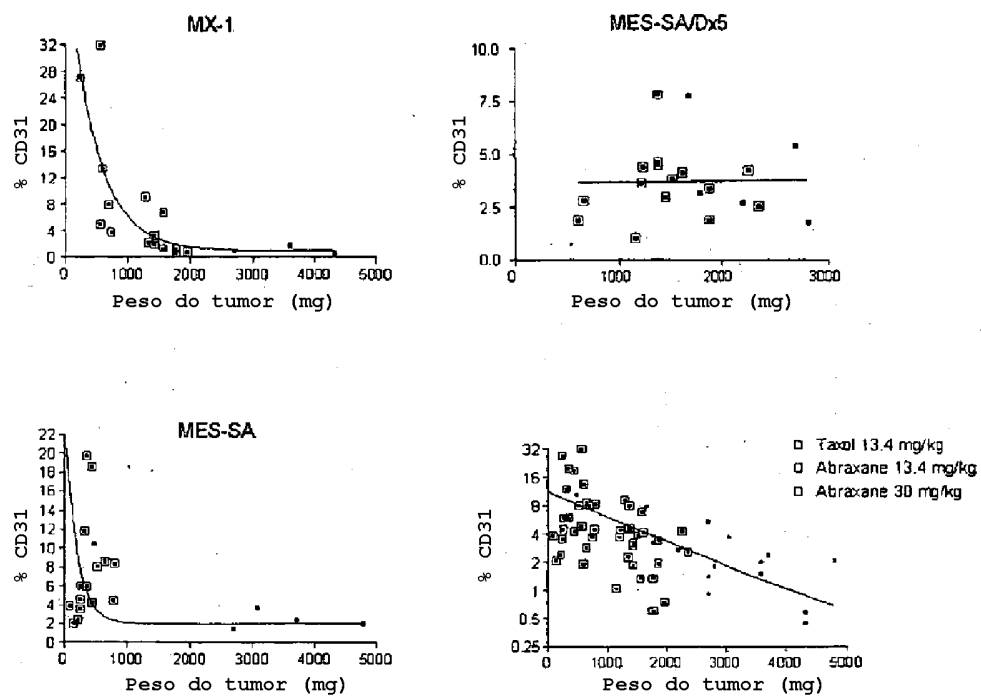 MX-1
32
28
24
20
16
12
8
4
0
% CD31
0 1000 2000 3000 4000 5000
Peso do tumor (mg)
MES-SA/Dx5
10.0
7.5
5.0
2.5
0.0
% CD31
0 1000 2000 3000
Peso do tumor (mg)
MES-SA
22
20
18
16
14
12
10
8
6
4
2
0
% CD31
0 1000 2000 3000 4000 5000
Peso do tumor (mg)
32
16
8
4
2
1
0.5
0.25
% CD31
0 1000 2000 3000 4000 5000
Peso do tumor (mg)
Taxol 13.4 mg/kg
Abraxane 13.4 mg/kg
Abraxane 30 mg/kg